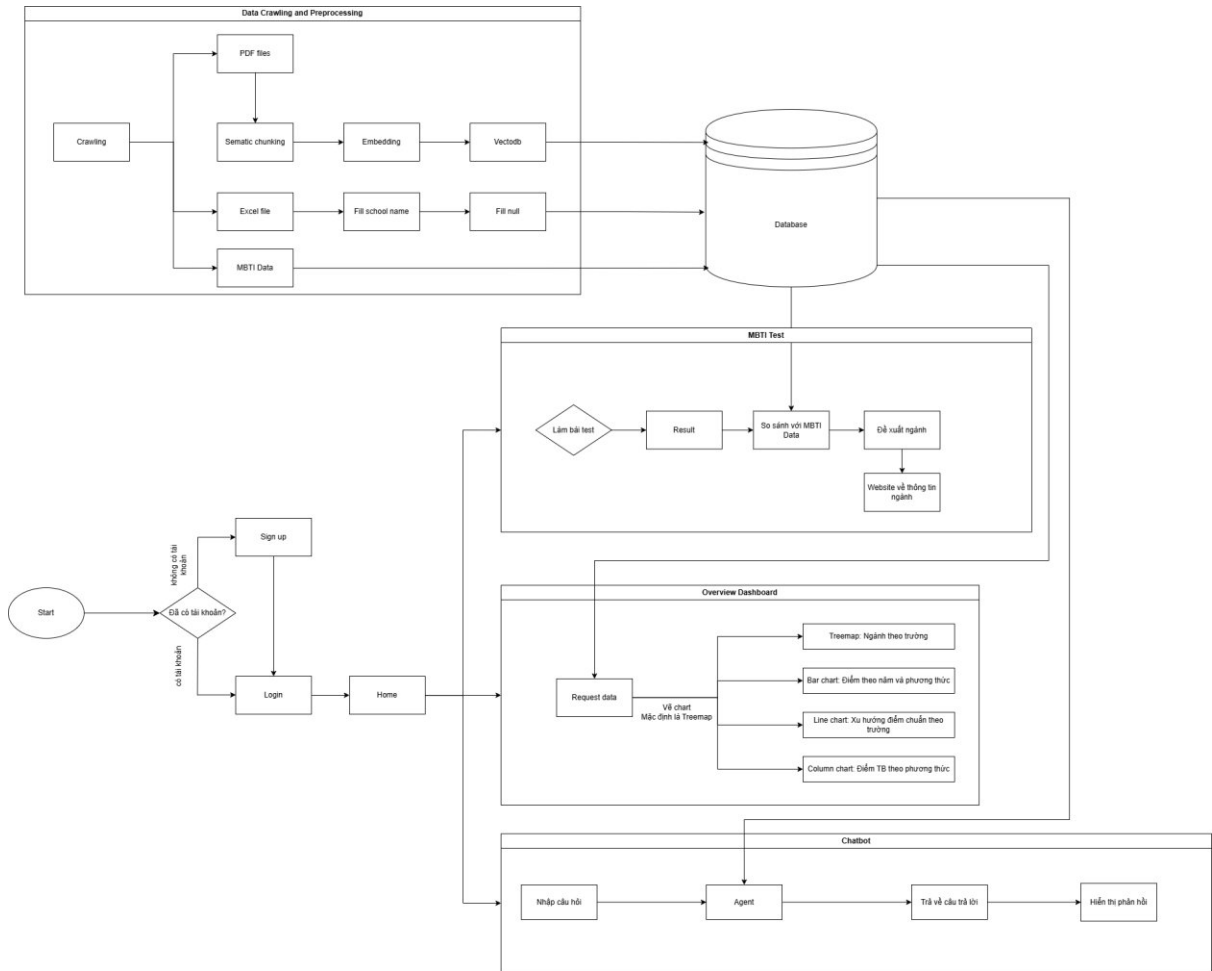 Data Crawling and Preprocessing
PDF flies
Crawling
Sematic chunking
Embedding
Vectodb
Excel file
Fill school name
Fill null
MBTI Data
Database
MBTI Test
Làm bài test
Result
So sánh với MBTI
Data
Đề xuất ngành
Website về thông tin
ngành
Start
Đã có tài khoản?
không có tài
khoản
có tài khoản
Sign up
Login
Home
Overview Dashboard
Request data
Vẽ chart
Mặc định là Treemap
Treemap: Ngành theo trường
Bar chart: Điểm theo năm và phương thức
Line chart: Xu hướng điểm chuẩn theo
trường
Column chart: Điểm TB theo phương thức
Chatbot
Nhập câu hỏi
Agent
Trả về câu trả lời
Hiển thị phản hồi